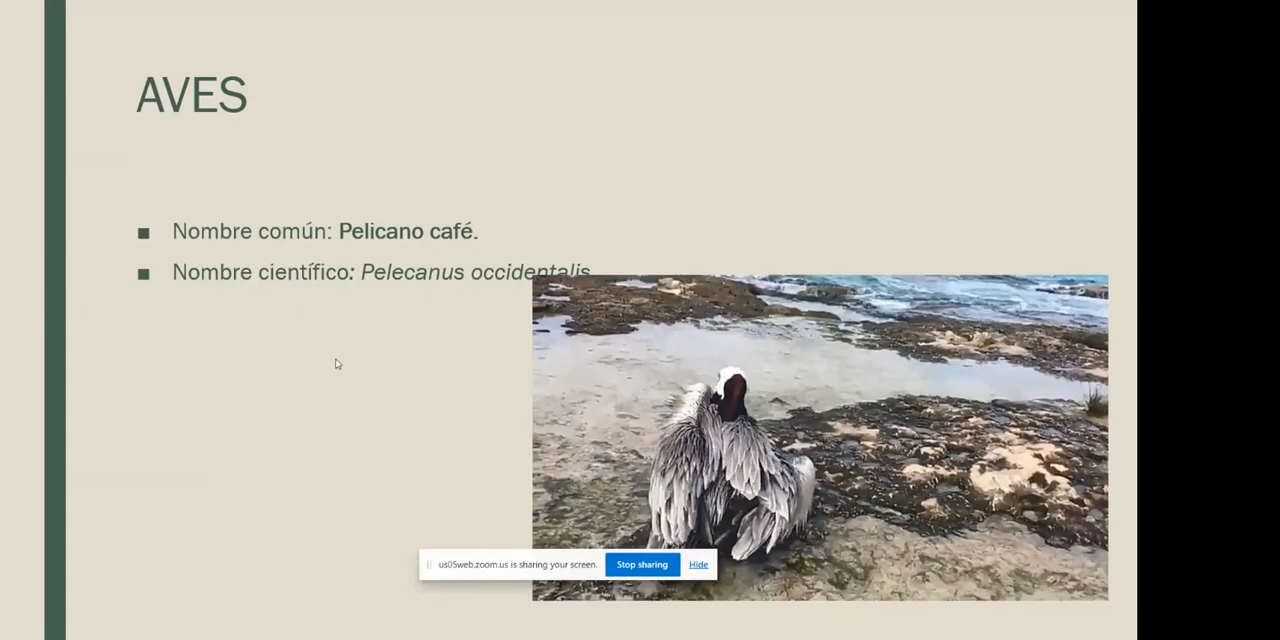 AVES
Nombre común: Pelicano café.
Nombre científico: Pelecanus occidentalis
us05web.zoom.us is sharing your screen. Stop sharing Hide